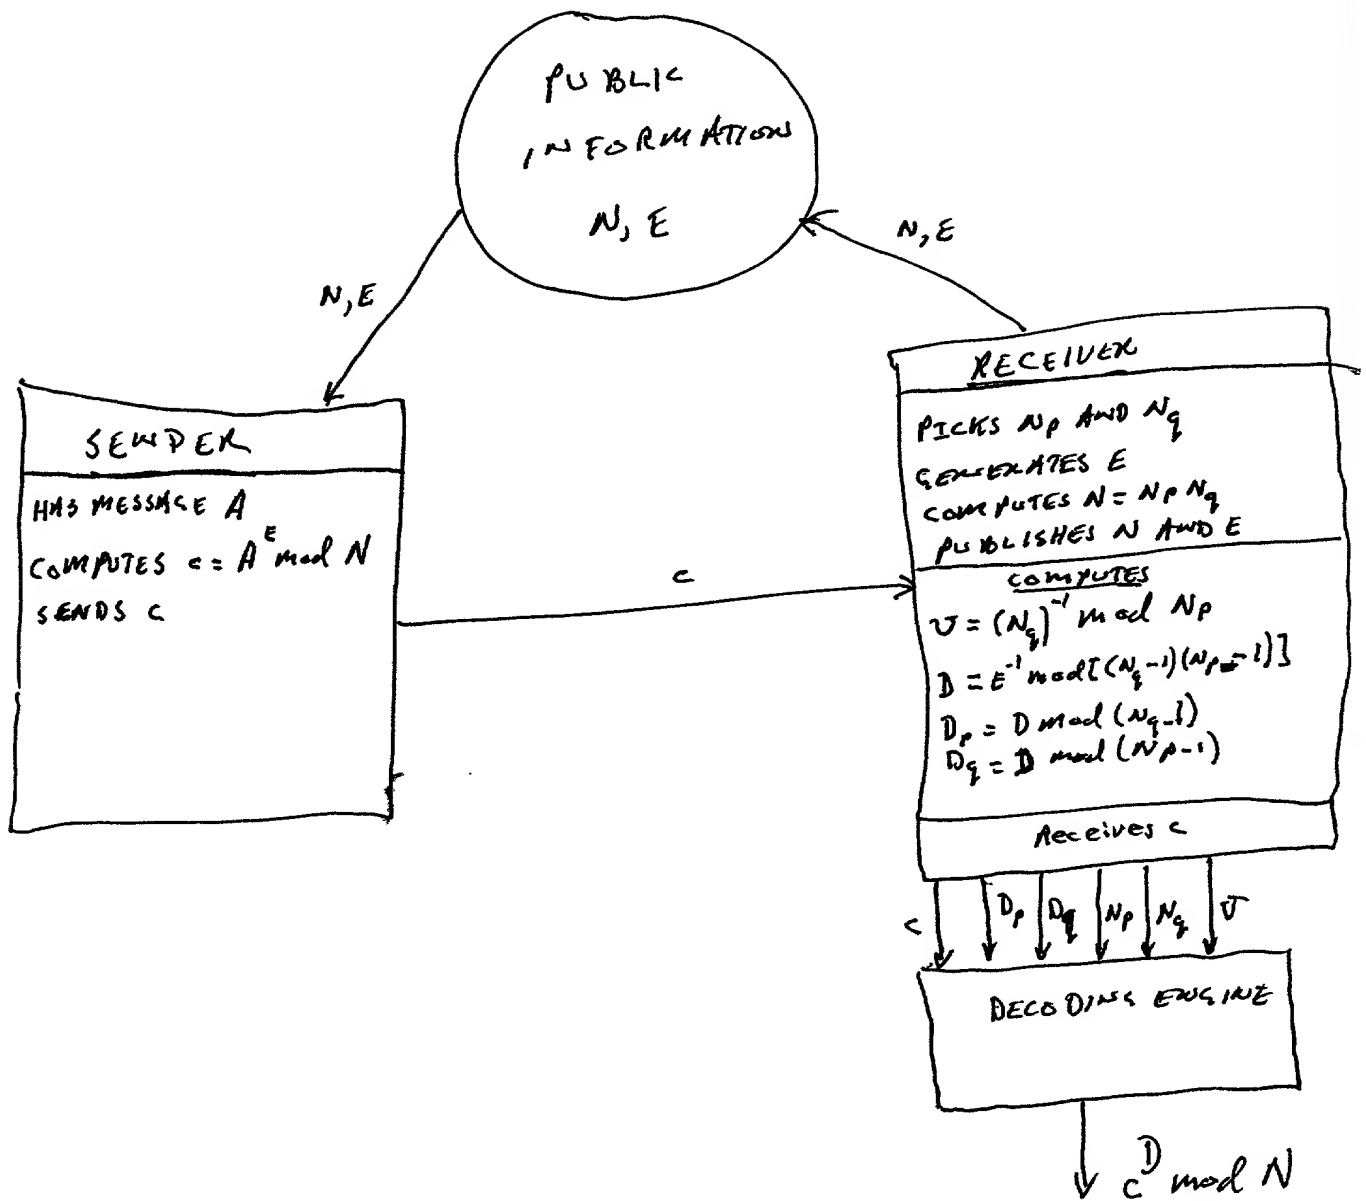 PUBLIC
INFORMATION
N, E
N, E
N, E
SENDER
HAS MESSAGE A
COMPUTES c = A^E mod N
SENDS C
c
RECEIVER
PICKS Np AND Nq
GENERATES E
COMPUTES N = Np Nq
PUBLISHES N AND E
COMPUTES
U = (Nq)^-1 mod Np
D = E^-1 mod [(Nq-1)(Np-1)]
Dp = D mod (Nq-1)
Dq = D mod (Np-1)
Receives c
c Dp Dq Np Nq U
DECODING ENGINE
c^D mod N